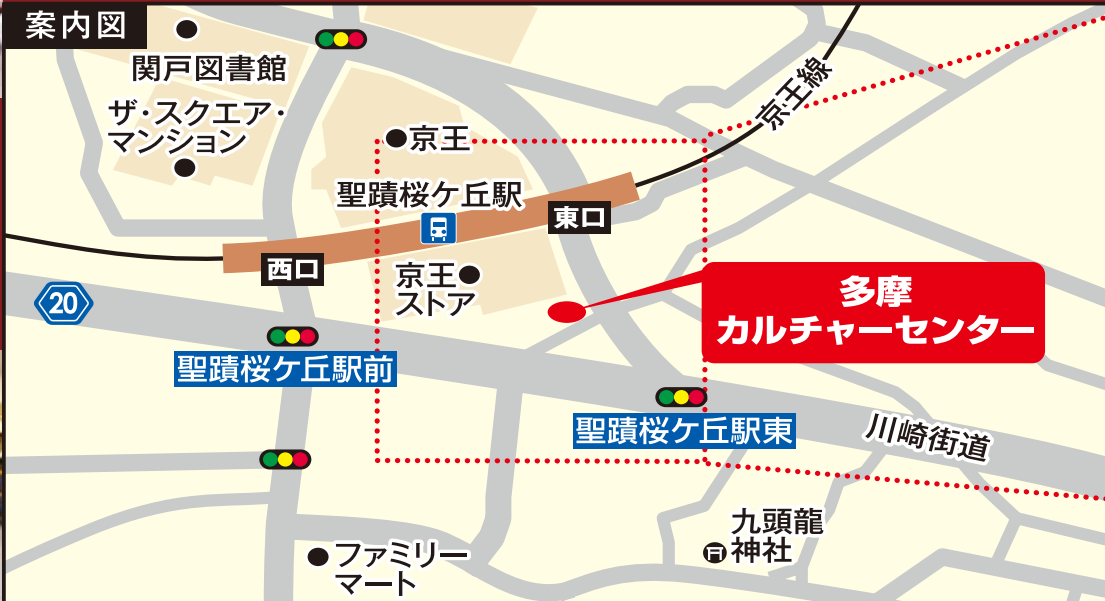 案内図
関戸図書館
ザ・スクエア・
マンション
京王
京王線
聖蹟桜ケ丘駅
東口
西口
京王
ストア
20
多摩
カルチャーセンター
聖蹟桜ケ丘駅前
聖蹟桜ケ丘駅東
川崎街道
九頭龍
神社
ファミリー
マート